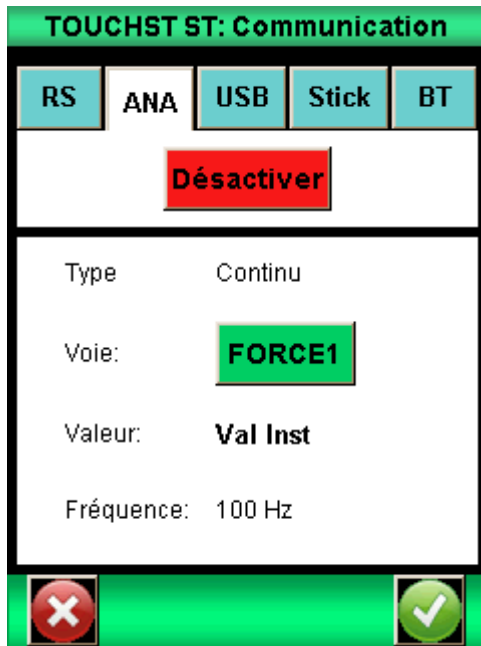 TOUCHST ST: Communication
RS ANA USB Stick BT
Désactiver
Type Continu
Voie: FORCE1
Valeur: Val Inst
Fréquence: 100 Hz